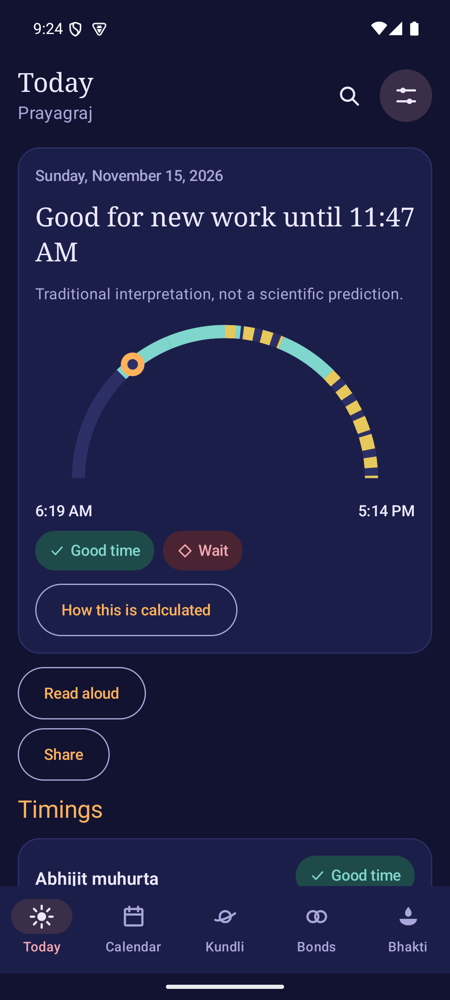 9:24
Today
Prayagraj
Sunday, November 15, 2026
Good for new work until 11:47
AM
Traditional interpretation, not a scientific prediction.
6:19 AM
5:14 PM
Good time
Wait
How this is calculated
Read aloud
Share
Timings
Abhijit muhurta
Good time
Today
Calendar
Kundli
Bonds
Bhakti